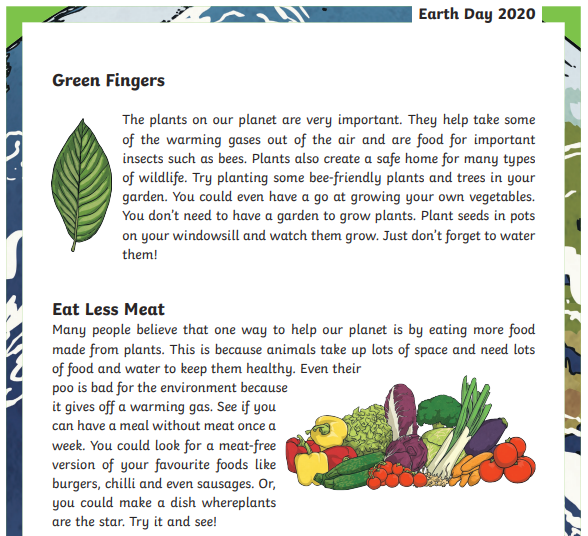 Earth Day 2020
Green Fingers
The plants on our planet are very important. They help take some
of the warming gases out of the air and are food for important
insects such as bees. Plants also create a safe home for many types
of wildlife. Try planting some bee-friendly plants and trees in your
garden. You could even have a go at growing your own vegetables.
You don't need to have a garden to grow plants. Plant seeds in pots
on your windowsill and watch them grow. Just don't forget to water
them!
Eat Less Meat
Many people believe that one way to help our planet is by eating more food
made from plants. This is because animals take up lots of space and need lots
of food and water to keep them healthy. Even their
poo is bad for the environment because
it gives off a warming gas. See if you
can have a meal without meat once a
week. You could look for a meat-free
version of your favourite foods like
burgers, chilli and even sausages. Or,
you could make a dish whereplants
are the star. Try it and see!